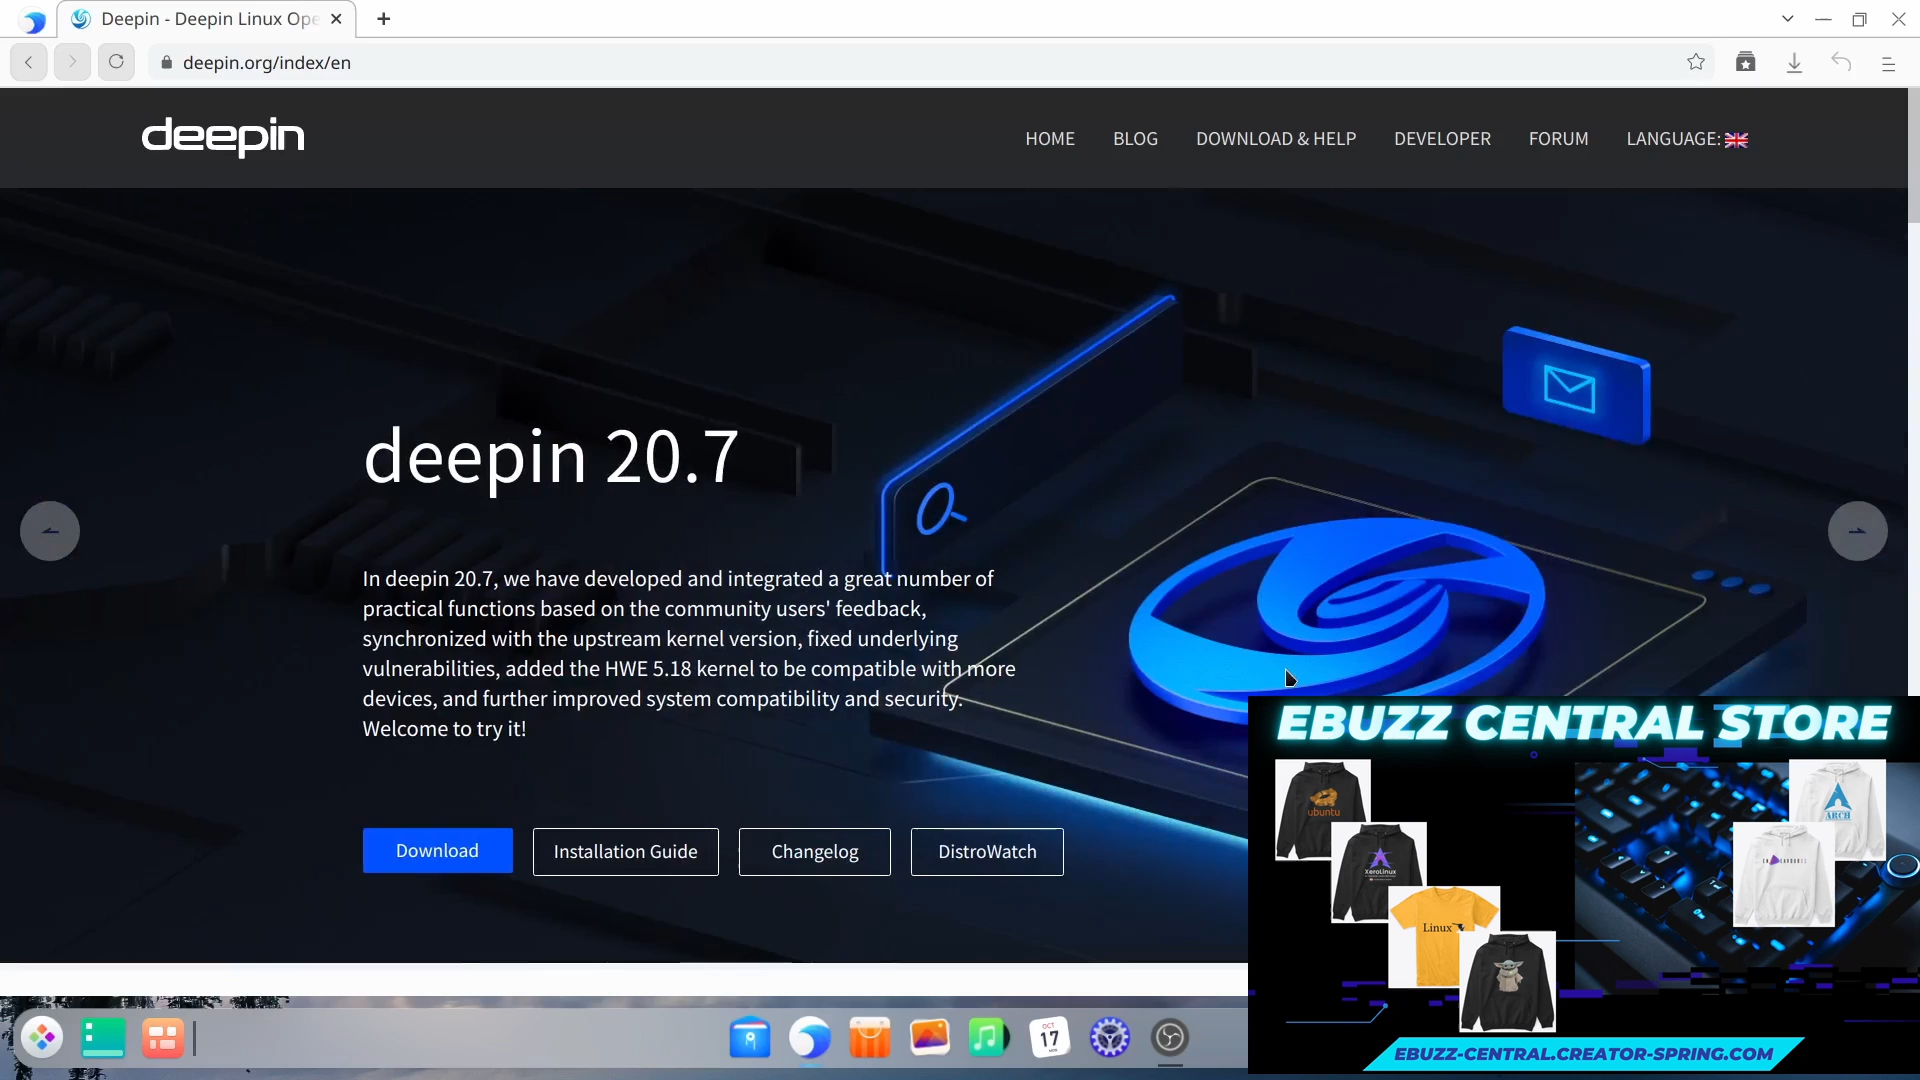 Deepin - Deepin Linux Ope
deepin.org/index/en
deepin
HOME
BLOG
DOWNLOAD & HELP
DEVELOPER
FORUM
LANGUAGE:
deepin 20.7
In deepin 20.7, we have developed and integrated a great number of
practical functions based on the community users' feedback,
synchronized with the upstream kernel version, fixed underlying
vulnerabilities, added the HWE 5.18 kernel to be compatible with more
devices, and further improved system compatibility and security.
Welcome to try it!
Download
Installation Guide
Changelog
DistroWatch
EBUZZ CENTRAL STORE
ubuntu
ARCH
XeroLinux
Linux
OCT
17
EBUZZ-CENTRAL.CREATOR-SPRING.COM